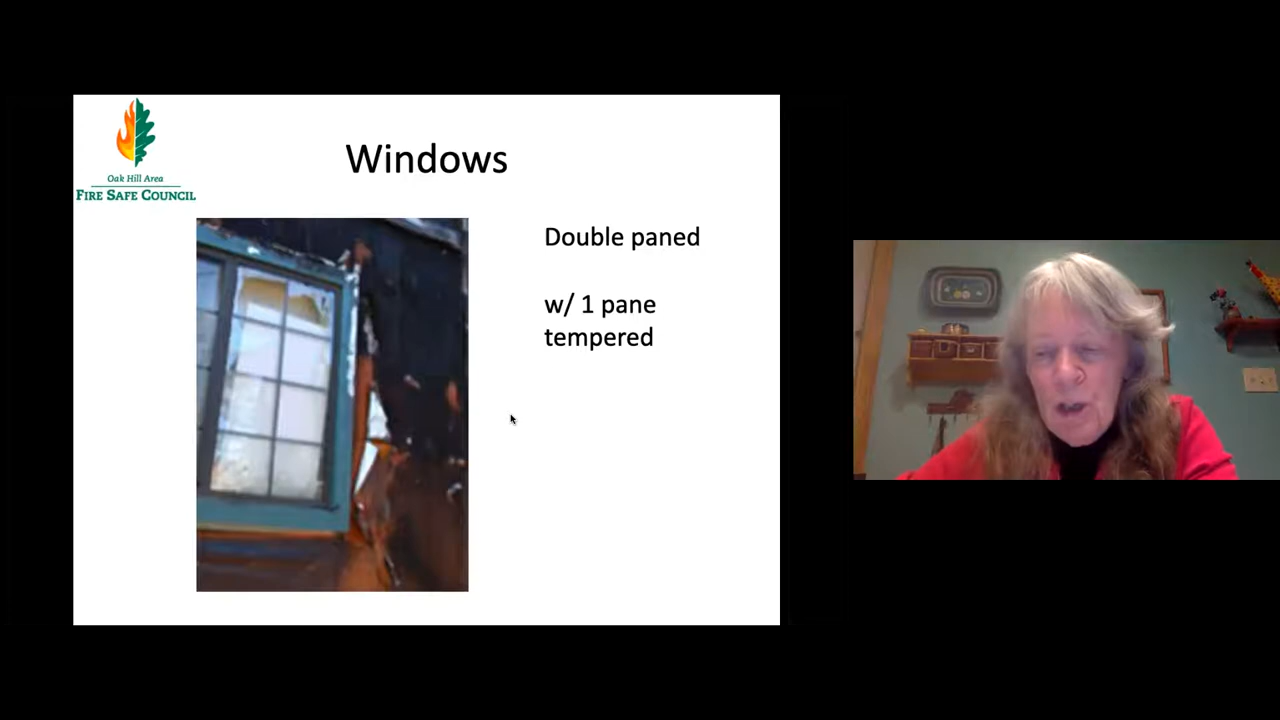 Oak Hill Area
FIRE SAFE COUNCIL
Windows
Double paned
w/ 1 pane
tempered